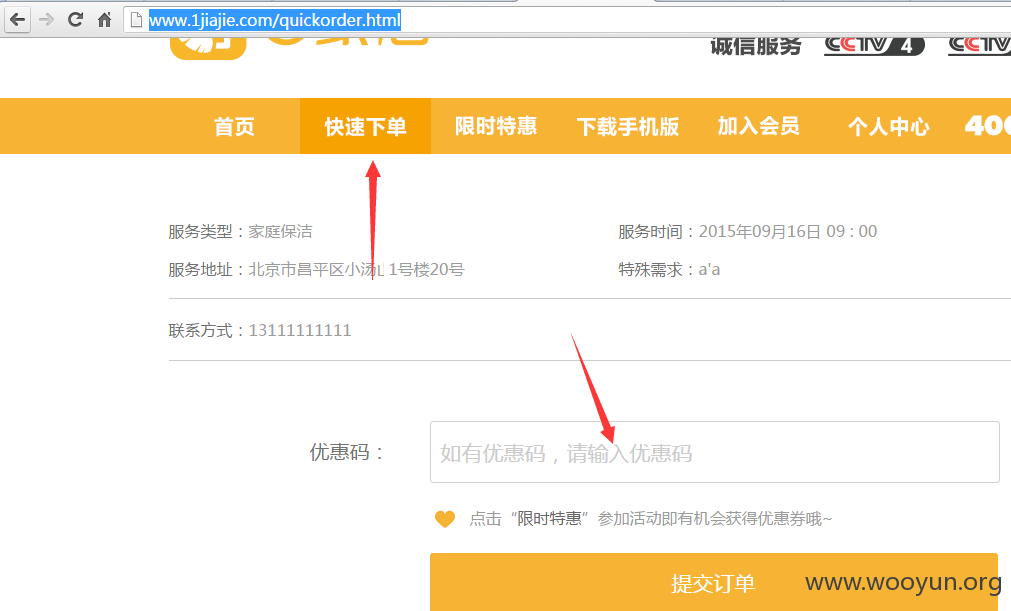 www.1jiajie.com/quickorder.html
诚信服务 CCTV 4 CCTV
首页 快速下单 限时特惠 下载手机版 加入会员 个人中心 400
服务类型：家庭保洁 服务时间：2015年09月16日 09 : 00
服务地址：北京市昌平区小汤山 1号楼20号 特殊需求：a'a
联系方式：13111111111
优惠码： 如有优惠码，请输入优惠码
点击“限时特惠”参加活动即有机会获得优惠券哦~
提交订单 www.wooyun.org